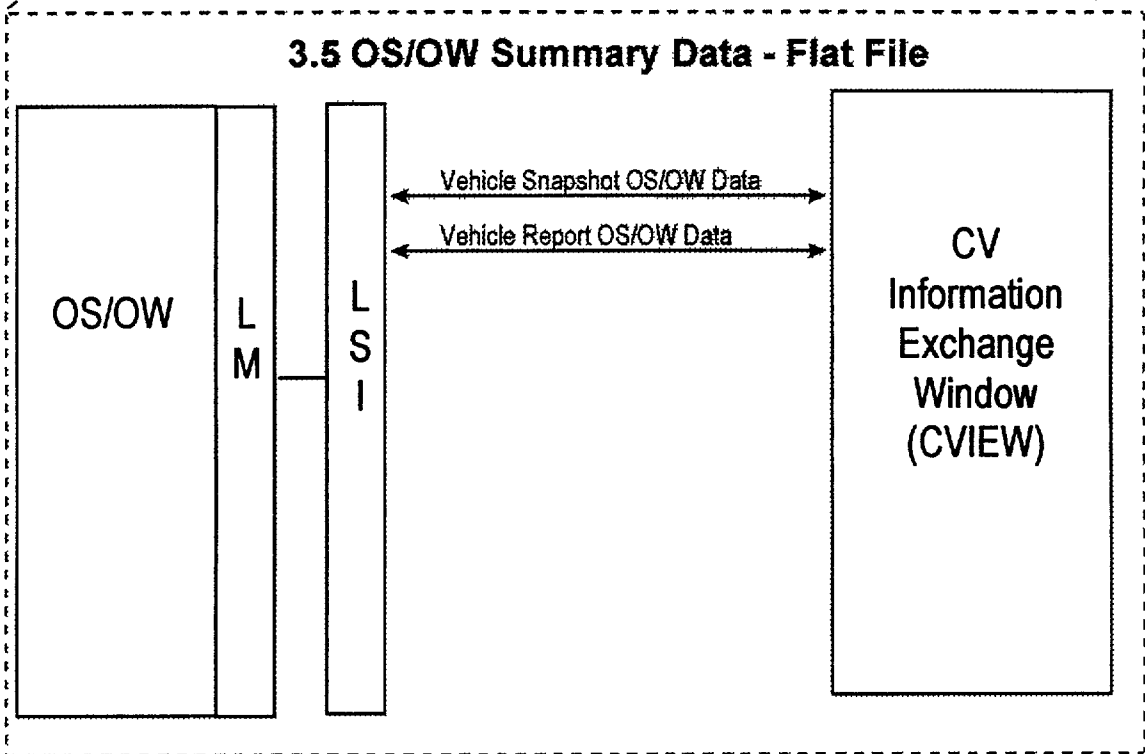 3.5 OS/OW Summary Data - Flat File
Vehicle Snapshot OS/OW Data
Vehicle Report OS/OW Data
OS/OW
L
M
L
S
I
CV
Information
Exchange
Window
(CVIEW)